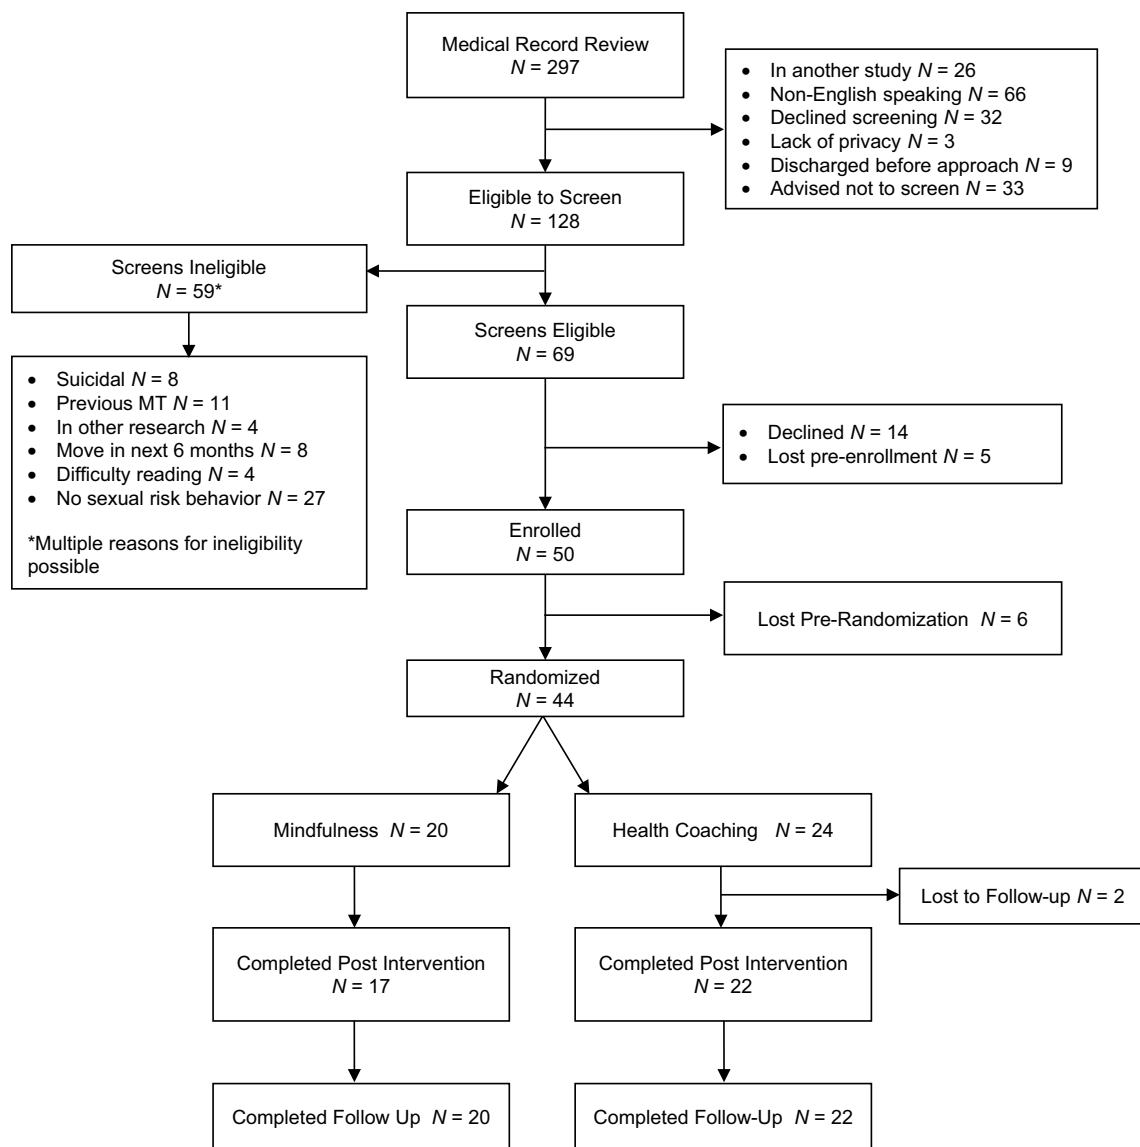 Medical Record Review
N = 297
• In another study N = 26
• Non-English speaking N = 66
• Declined screening N = 32
• Lack of privacy N = 3
• Discharged before approach N = 9
• Advised not to screen N = 33
Eligible to Screen
N = 128
Screens Ineligible
N = 59*
Screens Eligible
N = 69
• Suicidal N = 8
• Previous MT N = 11
• In other research N = 4
• Move in next 6 months N = 8
• Difficulty reading N = 4
• No sexual risk behavior N = 27
*Multiple reasons for ineligibility
possible
• Declined N = 14
• Lost pre-enrollment N = 5
Enrolled
N = 50
Lost Pre-Randomization N = 6
Randomized
N = 44
Mindfulness N = 20
Health Coaching N = 24
Lost to Follow-up N = 2
Completed Post Intervention
N = 17
Completed Post Intervention
N = 22
Completed Follow Up N = 20
Completed Follow-Up N = 22